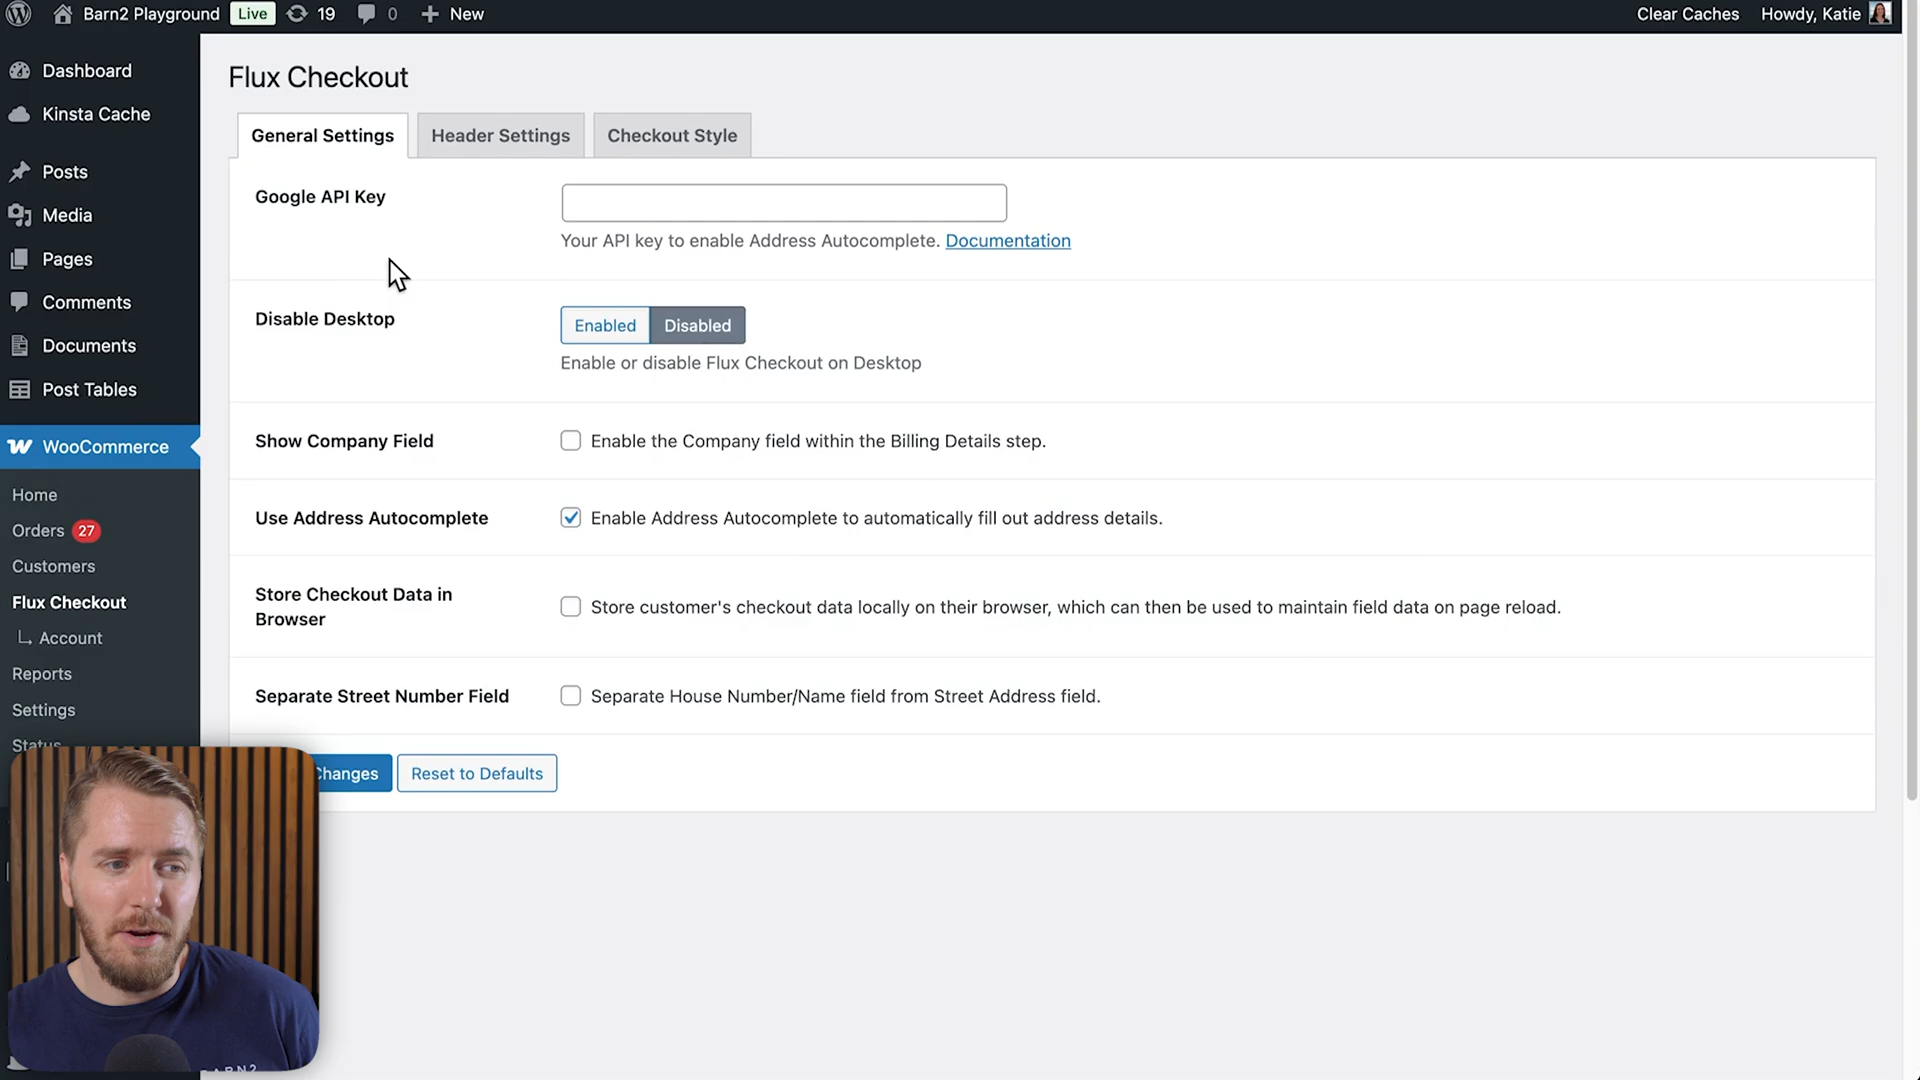 Barn2 Playground
Live
19
0
New
Clear Caches
Howdy, Katie
Dashboard
Kinsta Cache
Posts
Media
Pages
Comments
Documents
Post Tables
WooCommerce
Home
Orders 27
Customers
Flux Checkout
Account
Reports
Settings
Status
Flux Checkout
General Settings
Header Settings
Checkout Style
Google API Key
Your API key to enable Address Autocomplete. Documentation
Disable Desktop
Enabled
Disabled
Enable or disable Flux Checkout on Desktop
Show Company Field
Enable the Company field within the Billing Details step.
Use Address Autocomplete
Enable Address Autocomplete to automatically fill out address details.
Store Checkout Data in
Browser
Store customer's checkout data locally on their browser, which can then be used to maintain field data on page reload.
Separate Street Number Field
Separate House Number/Name field from Street Address field.
Changes
Reset to Defaults
BARN2